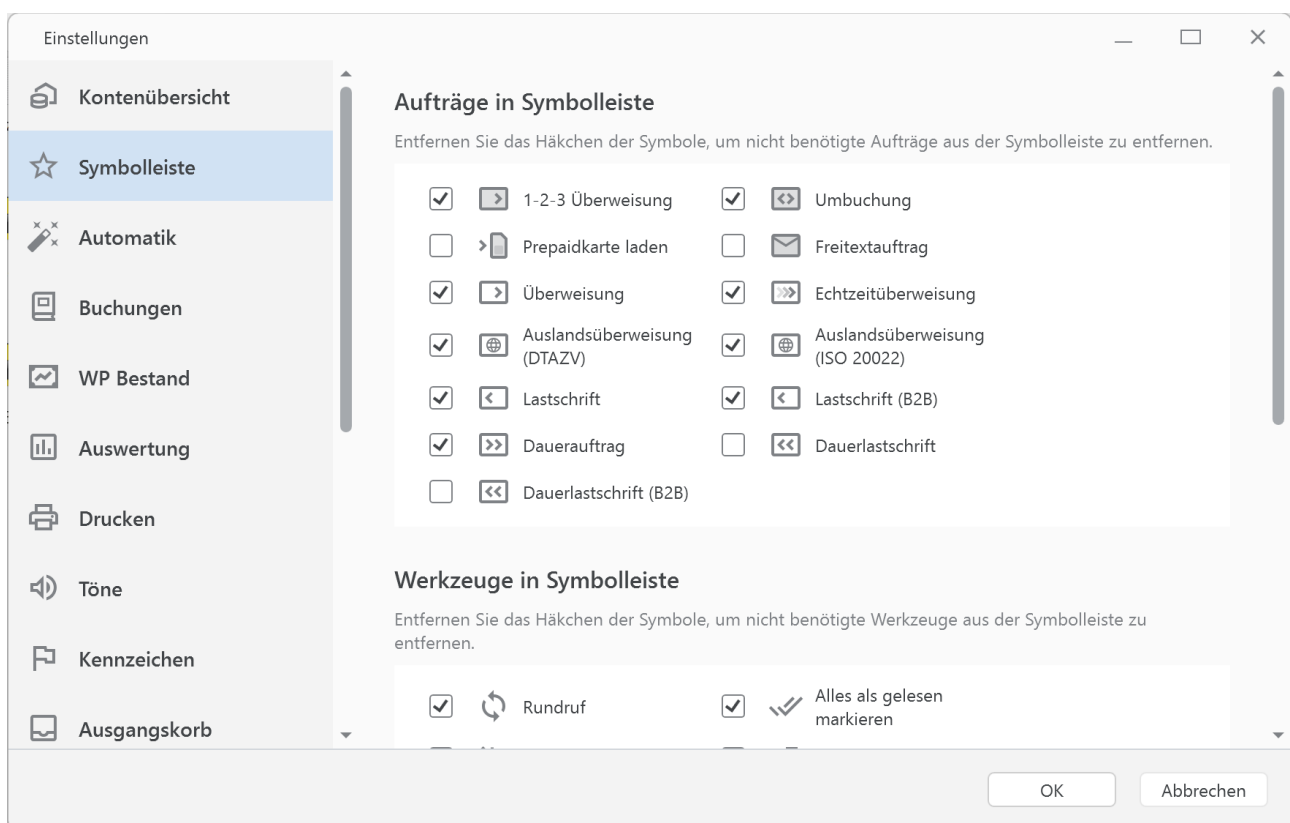 Einstellungen
Kontenübersicht
Symbolleiste
Automatik
Buchungen
WP Bestand
Auswertung
Drucken
Töne
Kennzeichen
Ausgangskorb
Aufträge in Symbolleiste
Entfernen Sie das Häkchen der Symbole, um nicht benötigte Aufträge aus der Symbolleiste zu entfernen.
1-2-3 Überweisung
Umbuchung
Prepaidkarte laden
Freitextauftrag
Überweisung
Echtzeitüberweisung
Auslandsüberweisung
(DTAZV)
Auslandsüberweisung
(ISO 20022)
Lastschrift
Lastschrift (B2B)
Dauerauftrag
Dauerlastschrift
Dauerlastschrift (B2B)
Werkzeuge in Symbolleiste
Entfernen Sie das Häkchen der Symbole, um nicht benötigte Werkzeuge aus der Symbolleiste zu
entfernen.
Rundruf
Alles als gelesen
markieren
OK
Abbrechen